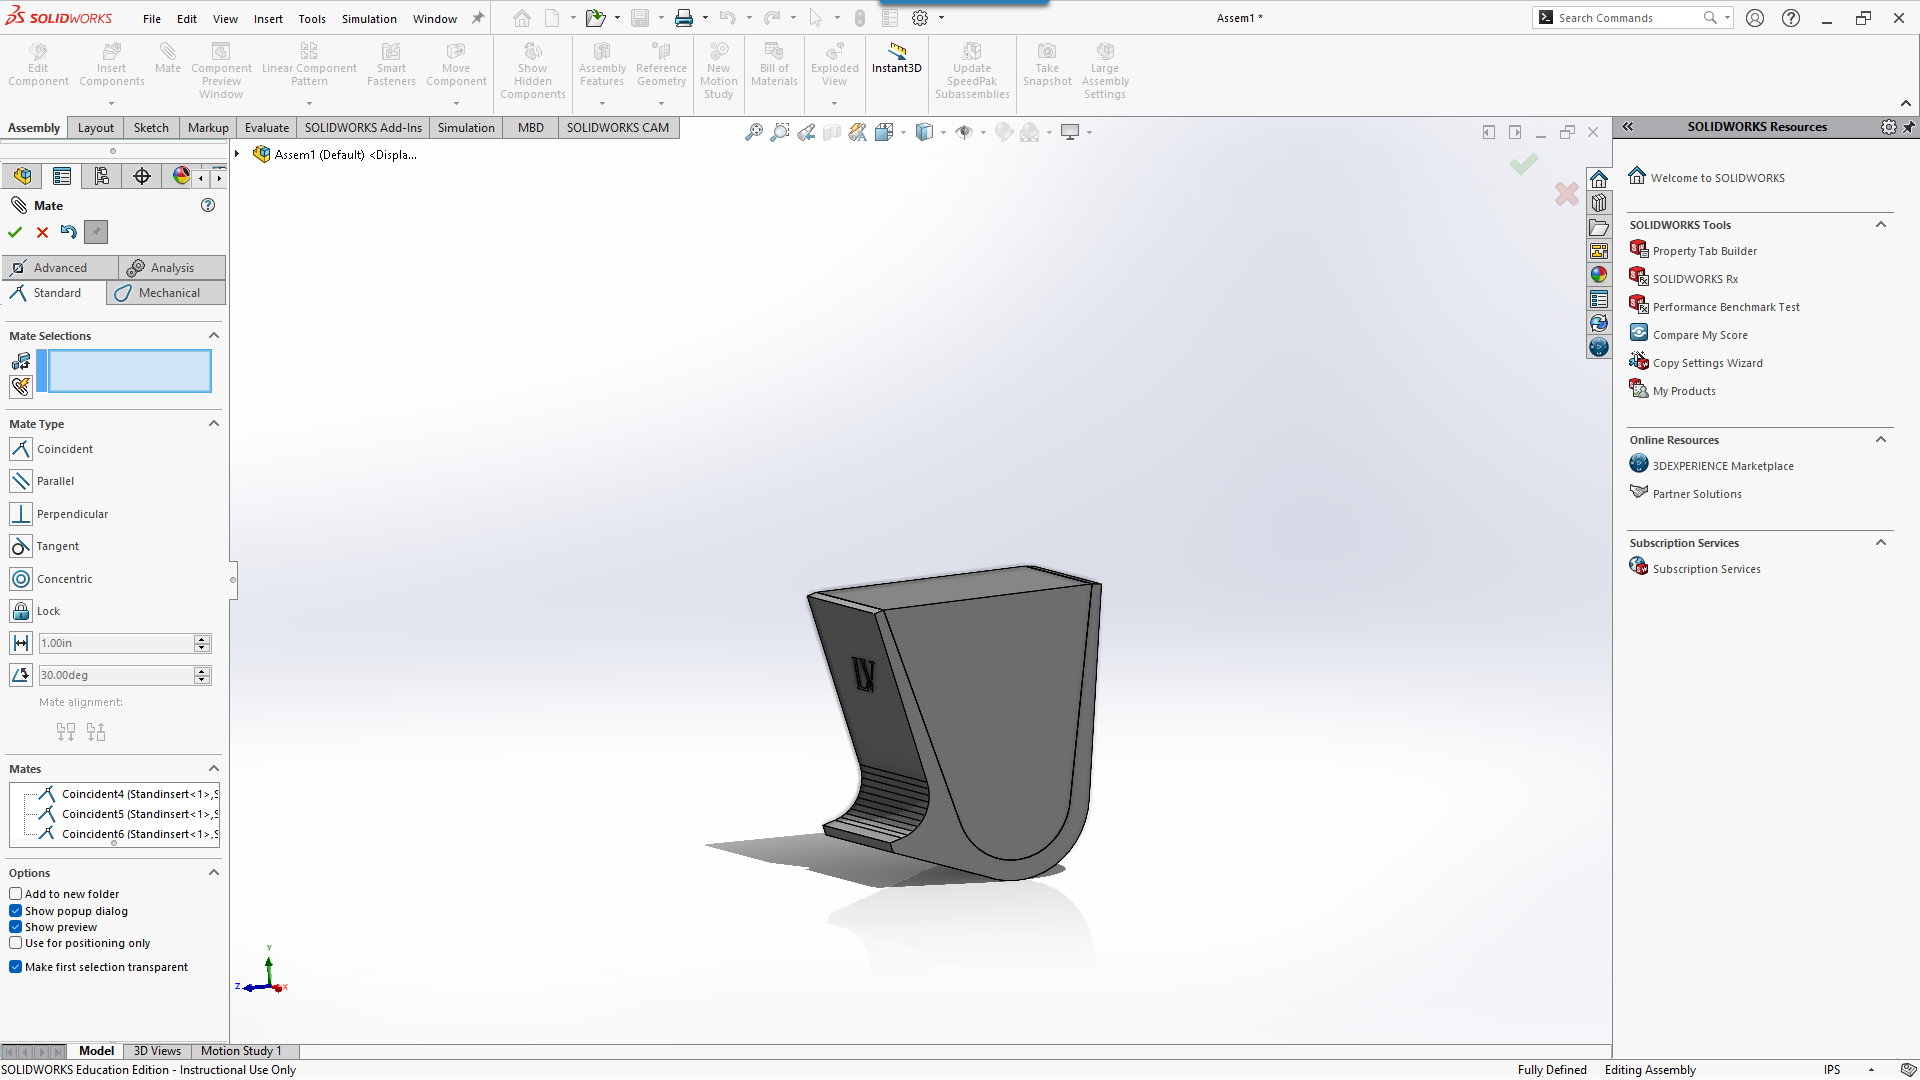 SOLIDWORKS File Edit View Insert Tools Simulation Window Assem1 * Search Commands
Edit Component
Insert Components
Mate
Component Preview Window
Linear Component Pattern
Smart Fasteners
Move Component
Show Hidden Components
Assembly Features
Reference Geometry
New Motion Study
Bill of Materials
Exploded View
Instant3D
Update SpeedPak Subassemblies
Take Snapshot
Large Assembly Settings
Assembly Layout Sketch Markup Evaluate SOLIDWORKS Add-Ins Simulation MBD SOLIDWORKS CAM
Assem1 (Default) <Displa...
Mate
Advanced Analysis
Standard Mechanical
Mate Selections
Mate Type
Coincident
Parallel
Perpendicular
Tangent
Concentric
Lock
1.00in
30.00deg
Mate alignment:
Mates
Coincident4 (Standinsert<1>,S
Coincident5 (Standinsert<1>,S
Coincident6 (Standinsert<1>,S
Options
Add to new folder
Show popup dialog
Show preview
Use for positioning only
Make first selection transparent
Y
Z X
Model 3D Views Motion Study 1
SOLIDWORKS Education Edition - Instructional Use Only
Fully Defined Editing Assembly IPS
SOLIDWORKS Resources
Welcome to SOLIDWORKS
SOLIDWORKS Tools
Property Tab Builder
SOLIDWORKS Rx
Performance Benchmark Test
Compare My Score
Copy Settings Wizard
My Products
Online Resources
3DEXPERIENCE Marketplace
Partner Solutions
Subscription Services
Subscription Services